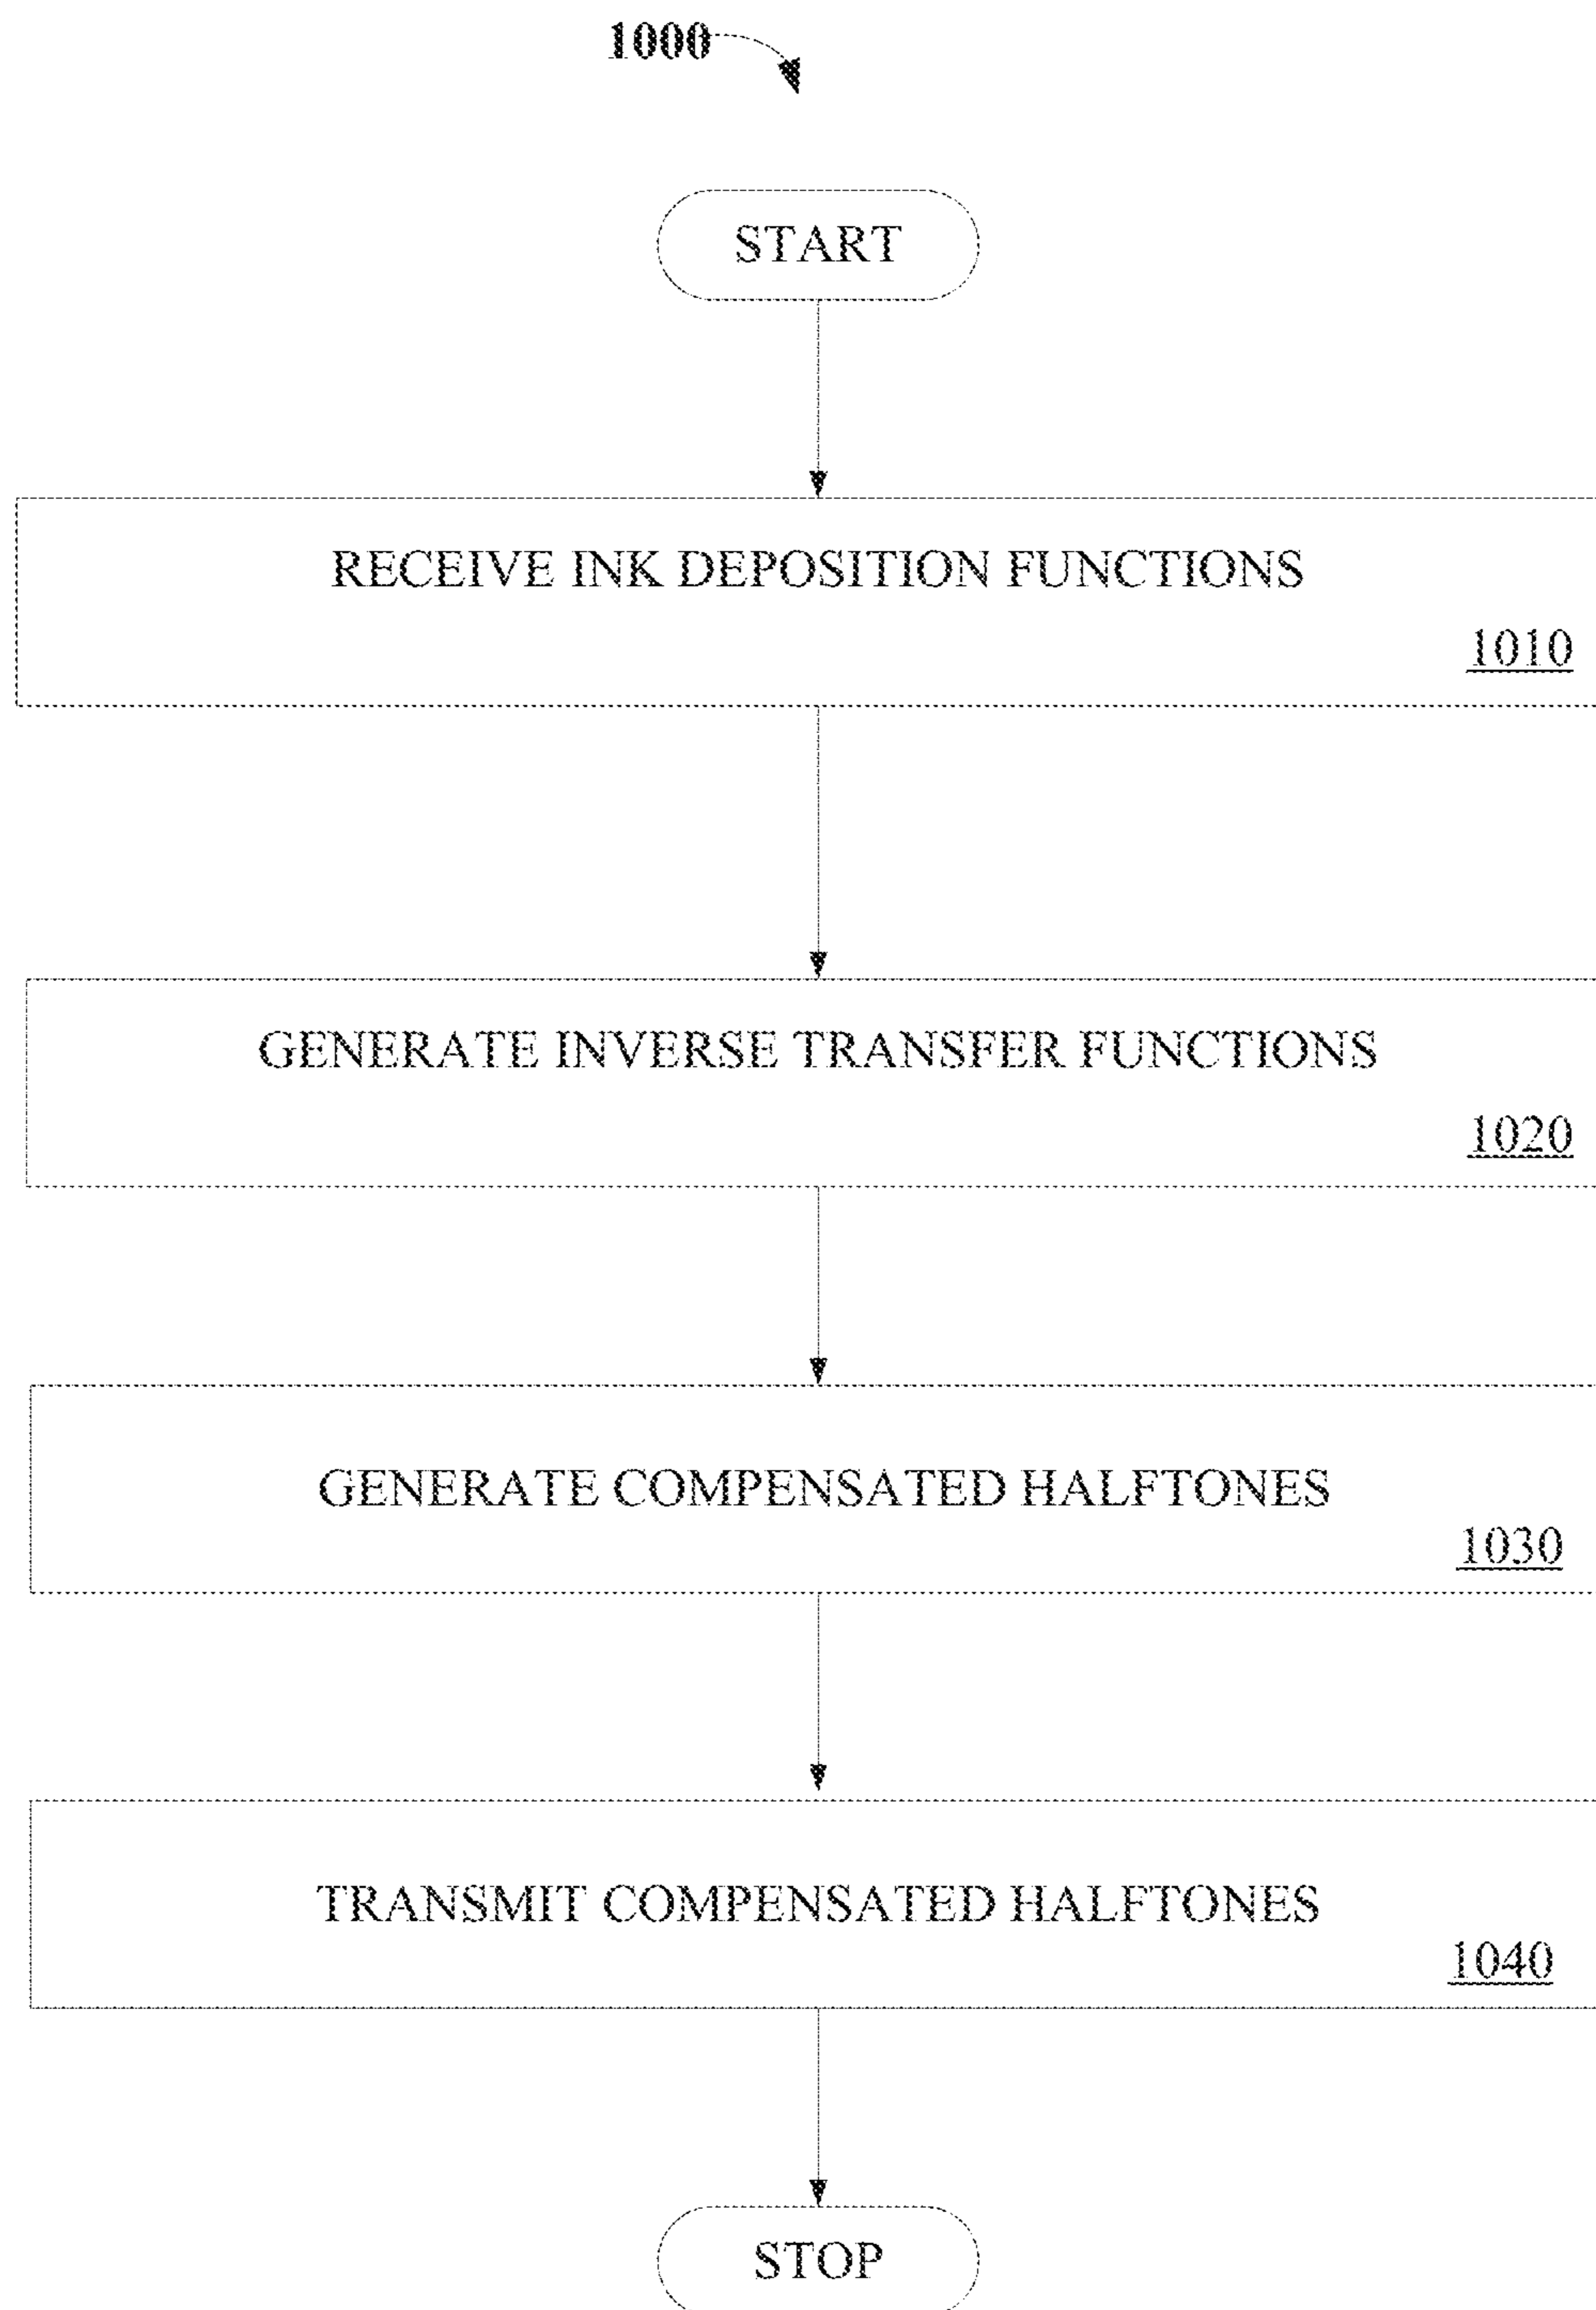 1000
START
RECEIVE INK DEPOSITION FUNCTIONS
1010
GENERATE INVERSE TRANSFER FUNCTIONS
1020
GENERATE COMPENSATED HALFTONES
1030
TRANSMIT COMPENSATED HALFTONES
1040
STOP